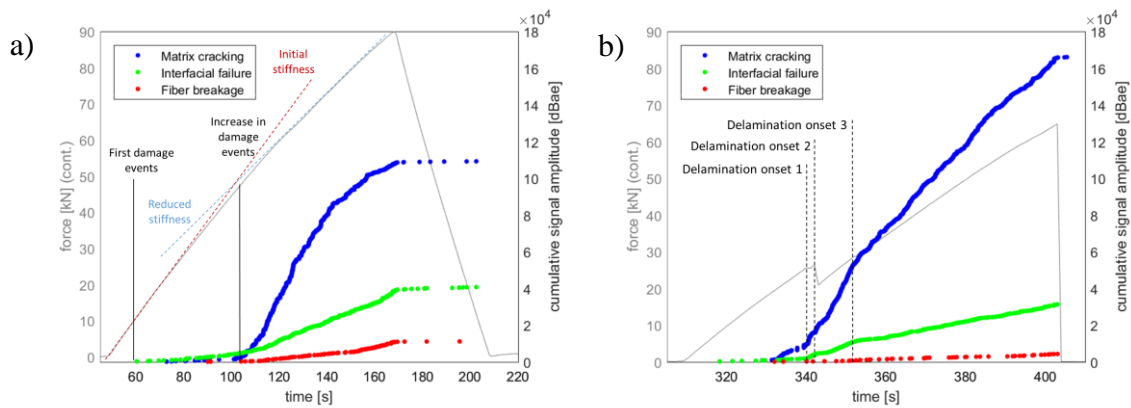 a)
×10⁴
90
80
70
60
50
40
30
20
10
0
force [kN] (cont.)
Matrix cracking
Interfacial failure
Fiber breakage
Initial
stiffness
Increase in
damage
events
First damage
events
Reduced
stiffness
18
16
14
12
10
8
6
4
2
0
cumulative signal amplitude [dBae]
60 80 100 120 140 160 180 200 220
time [s]
b)
×10⁴
90
80
70
60
50
40
30
20
10
0
force [kN] (cont.)
Matrix cracking
Interfacial failure
Fiber breakage
Delamination onset 3
Delamination onset 2
Delamination onset 1
18
16
14
12
10
8
6
4
2
0
cumulative signal amplitude [dBae]
320 340 360 380 400
time [s]